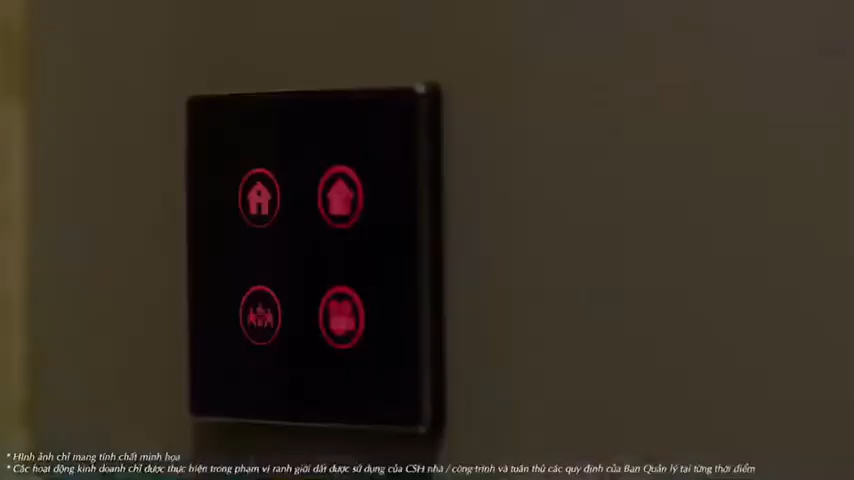 * Hình ảnh chỉ mang tính chất minh họa
* Các hoạt động kinh doanh chỉ được thực hiện trong phạm vi ranh giới đất được sử dụng của CSH nhà / công trình và tuân thủ các quy định của Ban Quản lý tại từng thời điểm